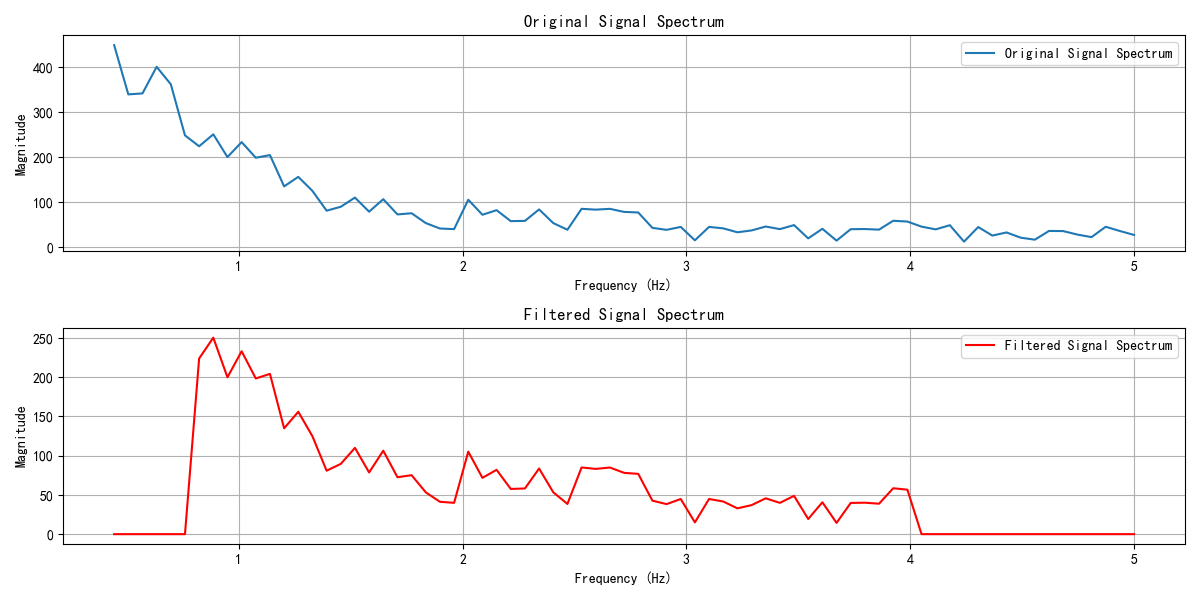 Original Signal Spectrum
Original Signal Spectrum
400
300
200
100
0
Magnitude
1 2 3 4 5
Frequency (Hz)
Filtered Signal Spectrum
Filtered Signal Spectrum
250
200
150
100
50
0
Magnitude
1 2 3 4 5
Frequency (Hz)